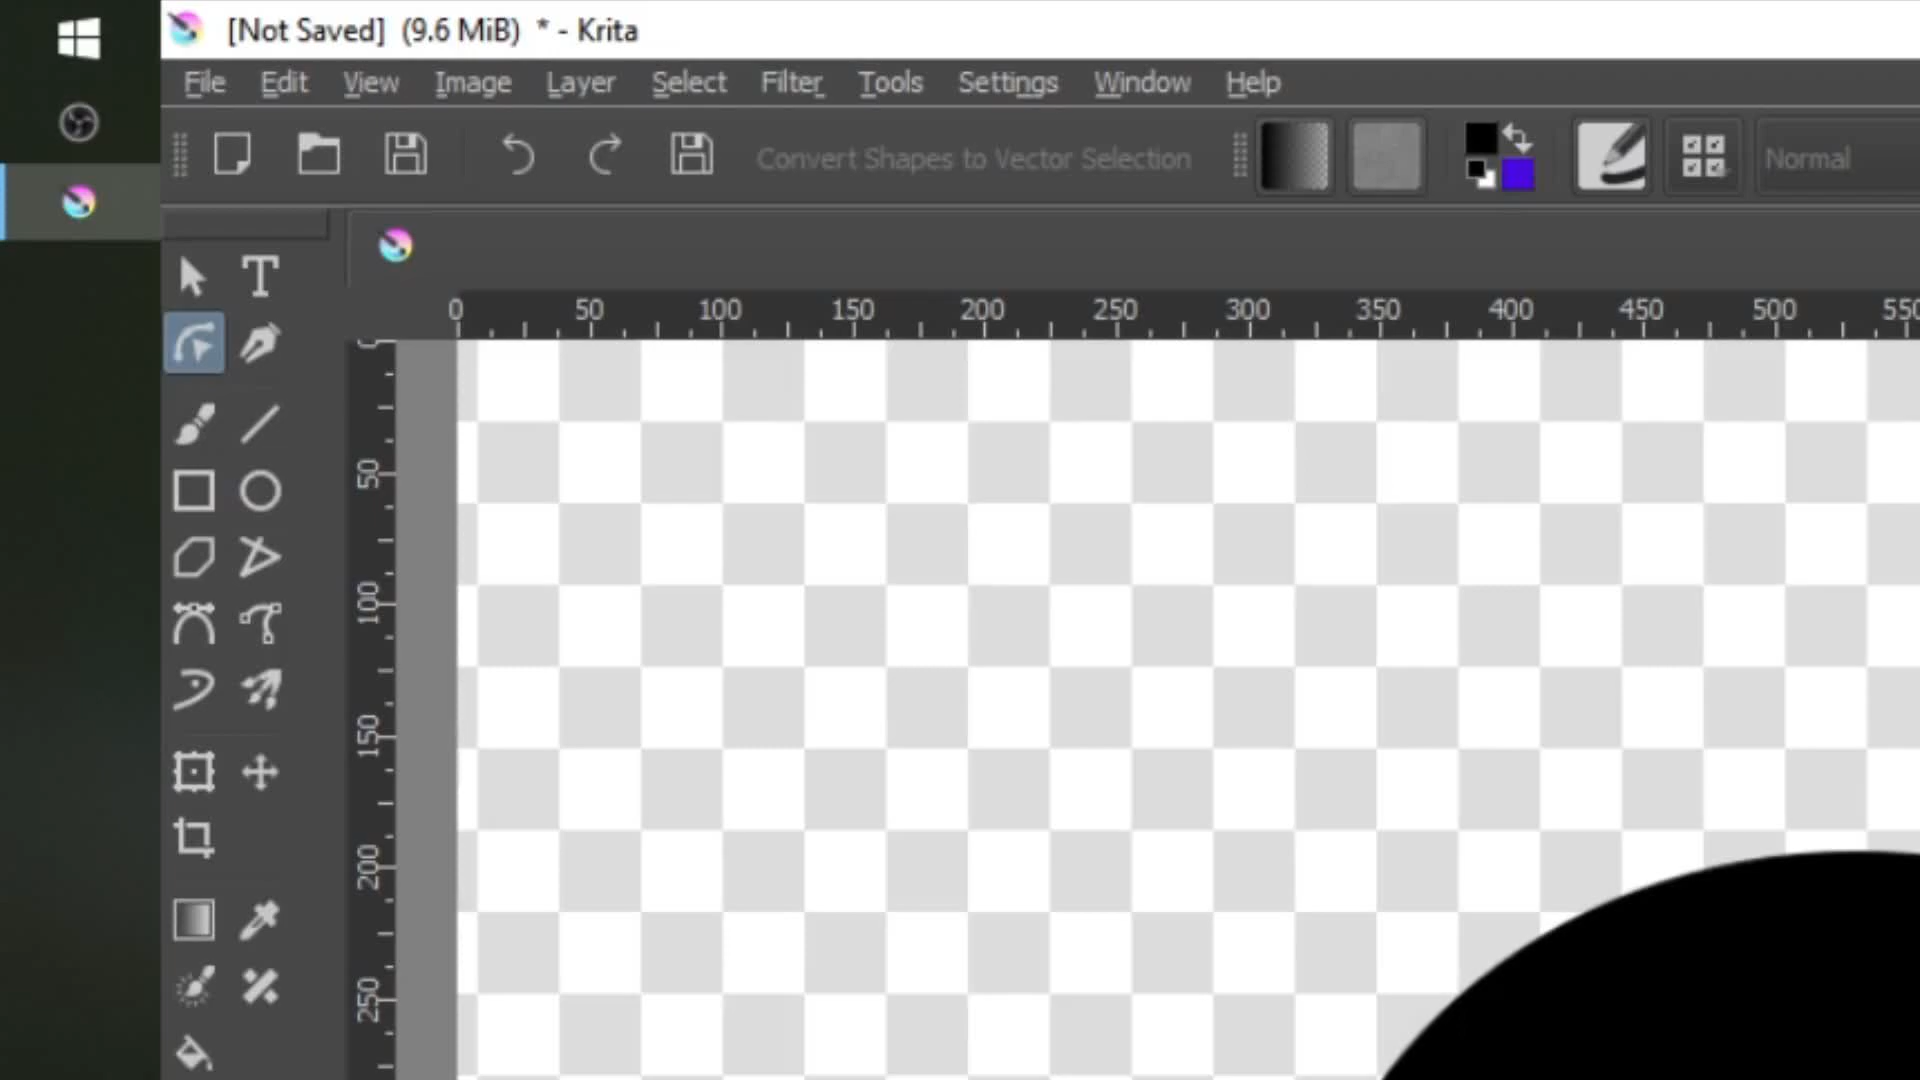 [Not Saved] (9.6 MiB) * - Krita
File Edit View Image Layer Select Filter Tools Settings Window Help
Convert Shapes to Vector Selection Normal
0 50 100 150 200 250 300 350 400 450 500 550
0
50
100
150
200
250